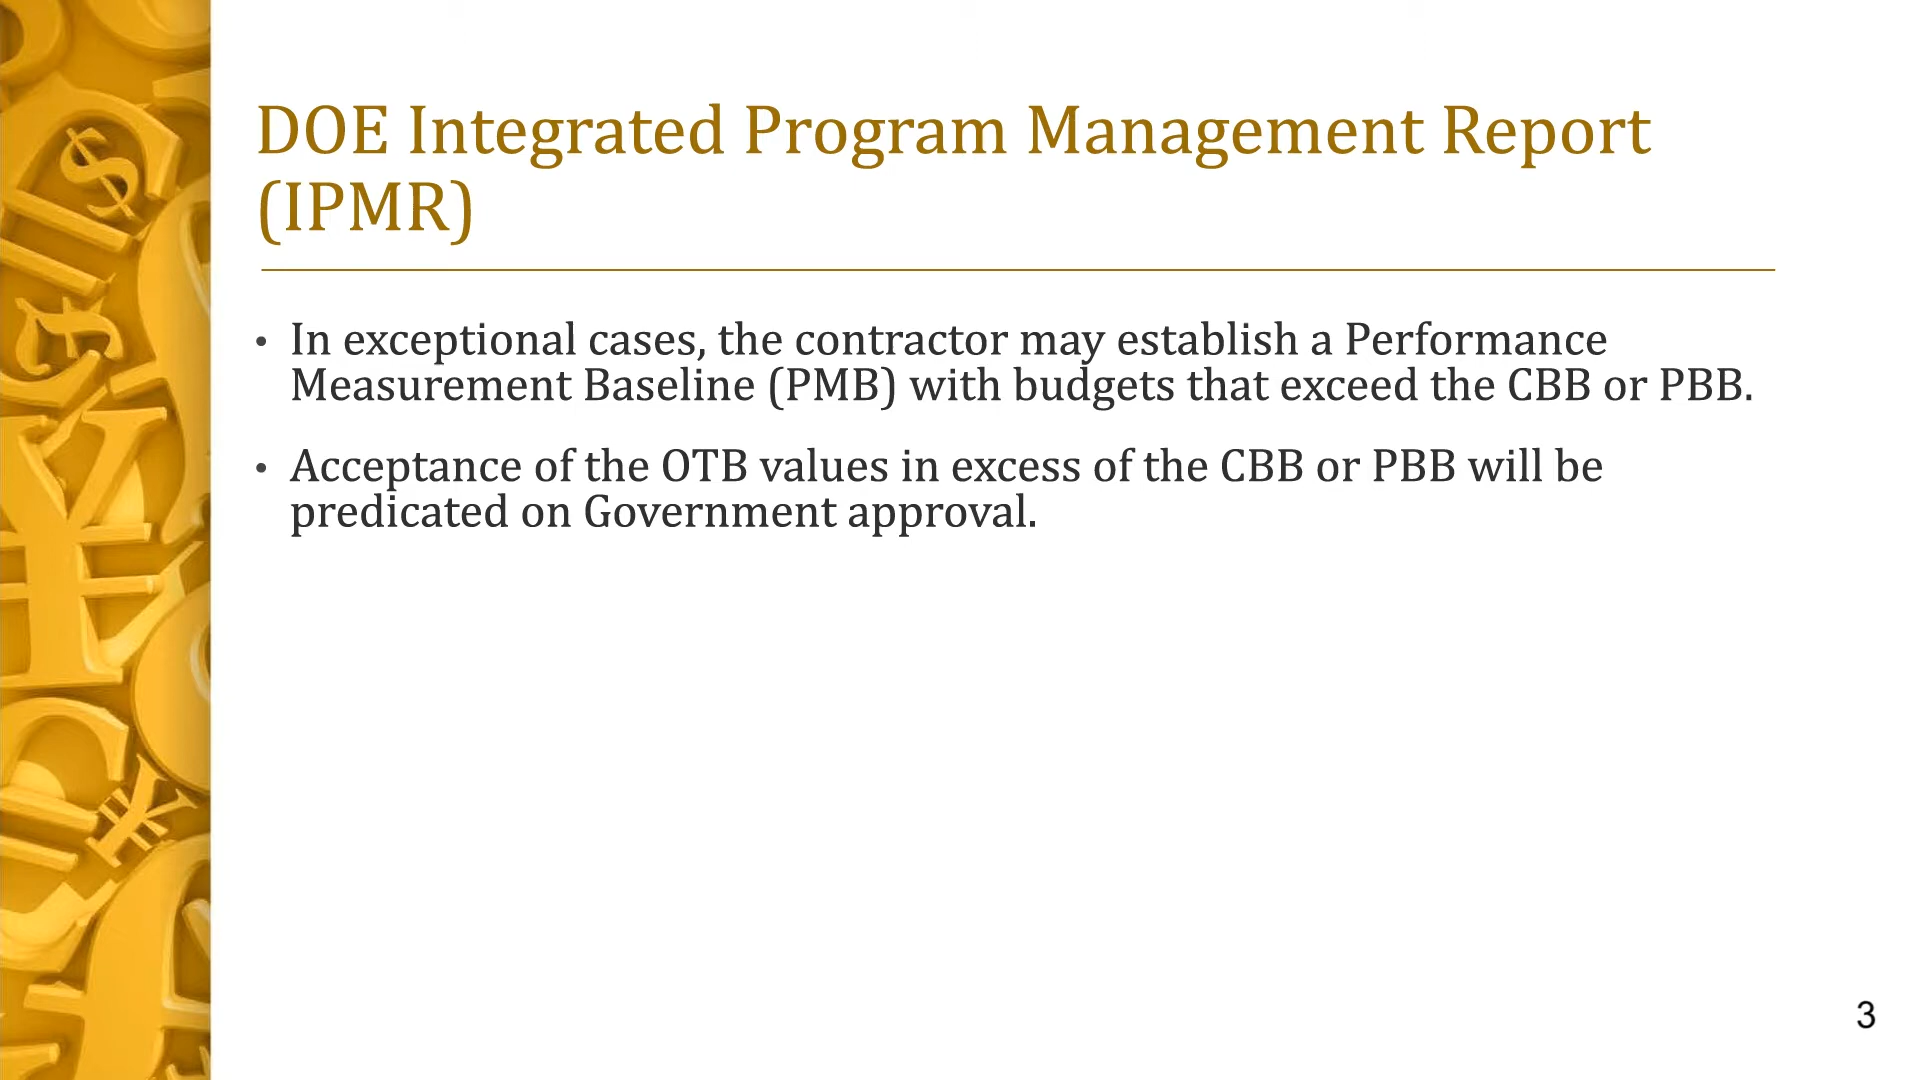 DOE Integrated Program Management Report
(IPMR)
• In exceptional cases, the contractor may establish a Performance
Measurement Baseline (PMB) with budgets that exceed the CBB or PBB.
• Acceptance of the OTB values in excess of the CBB or PBB will be
predicated on Government approval.
3